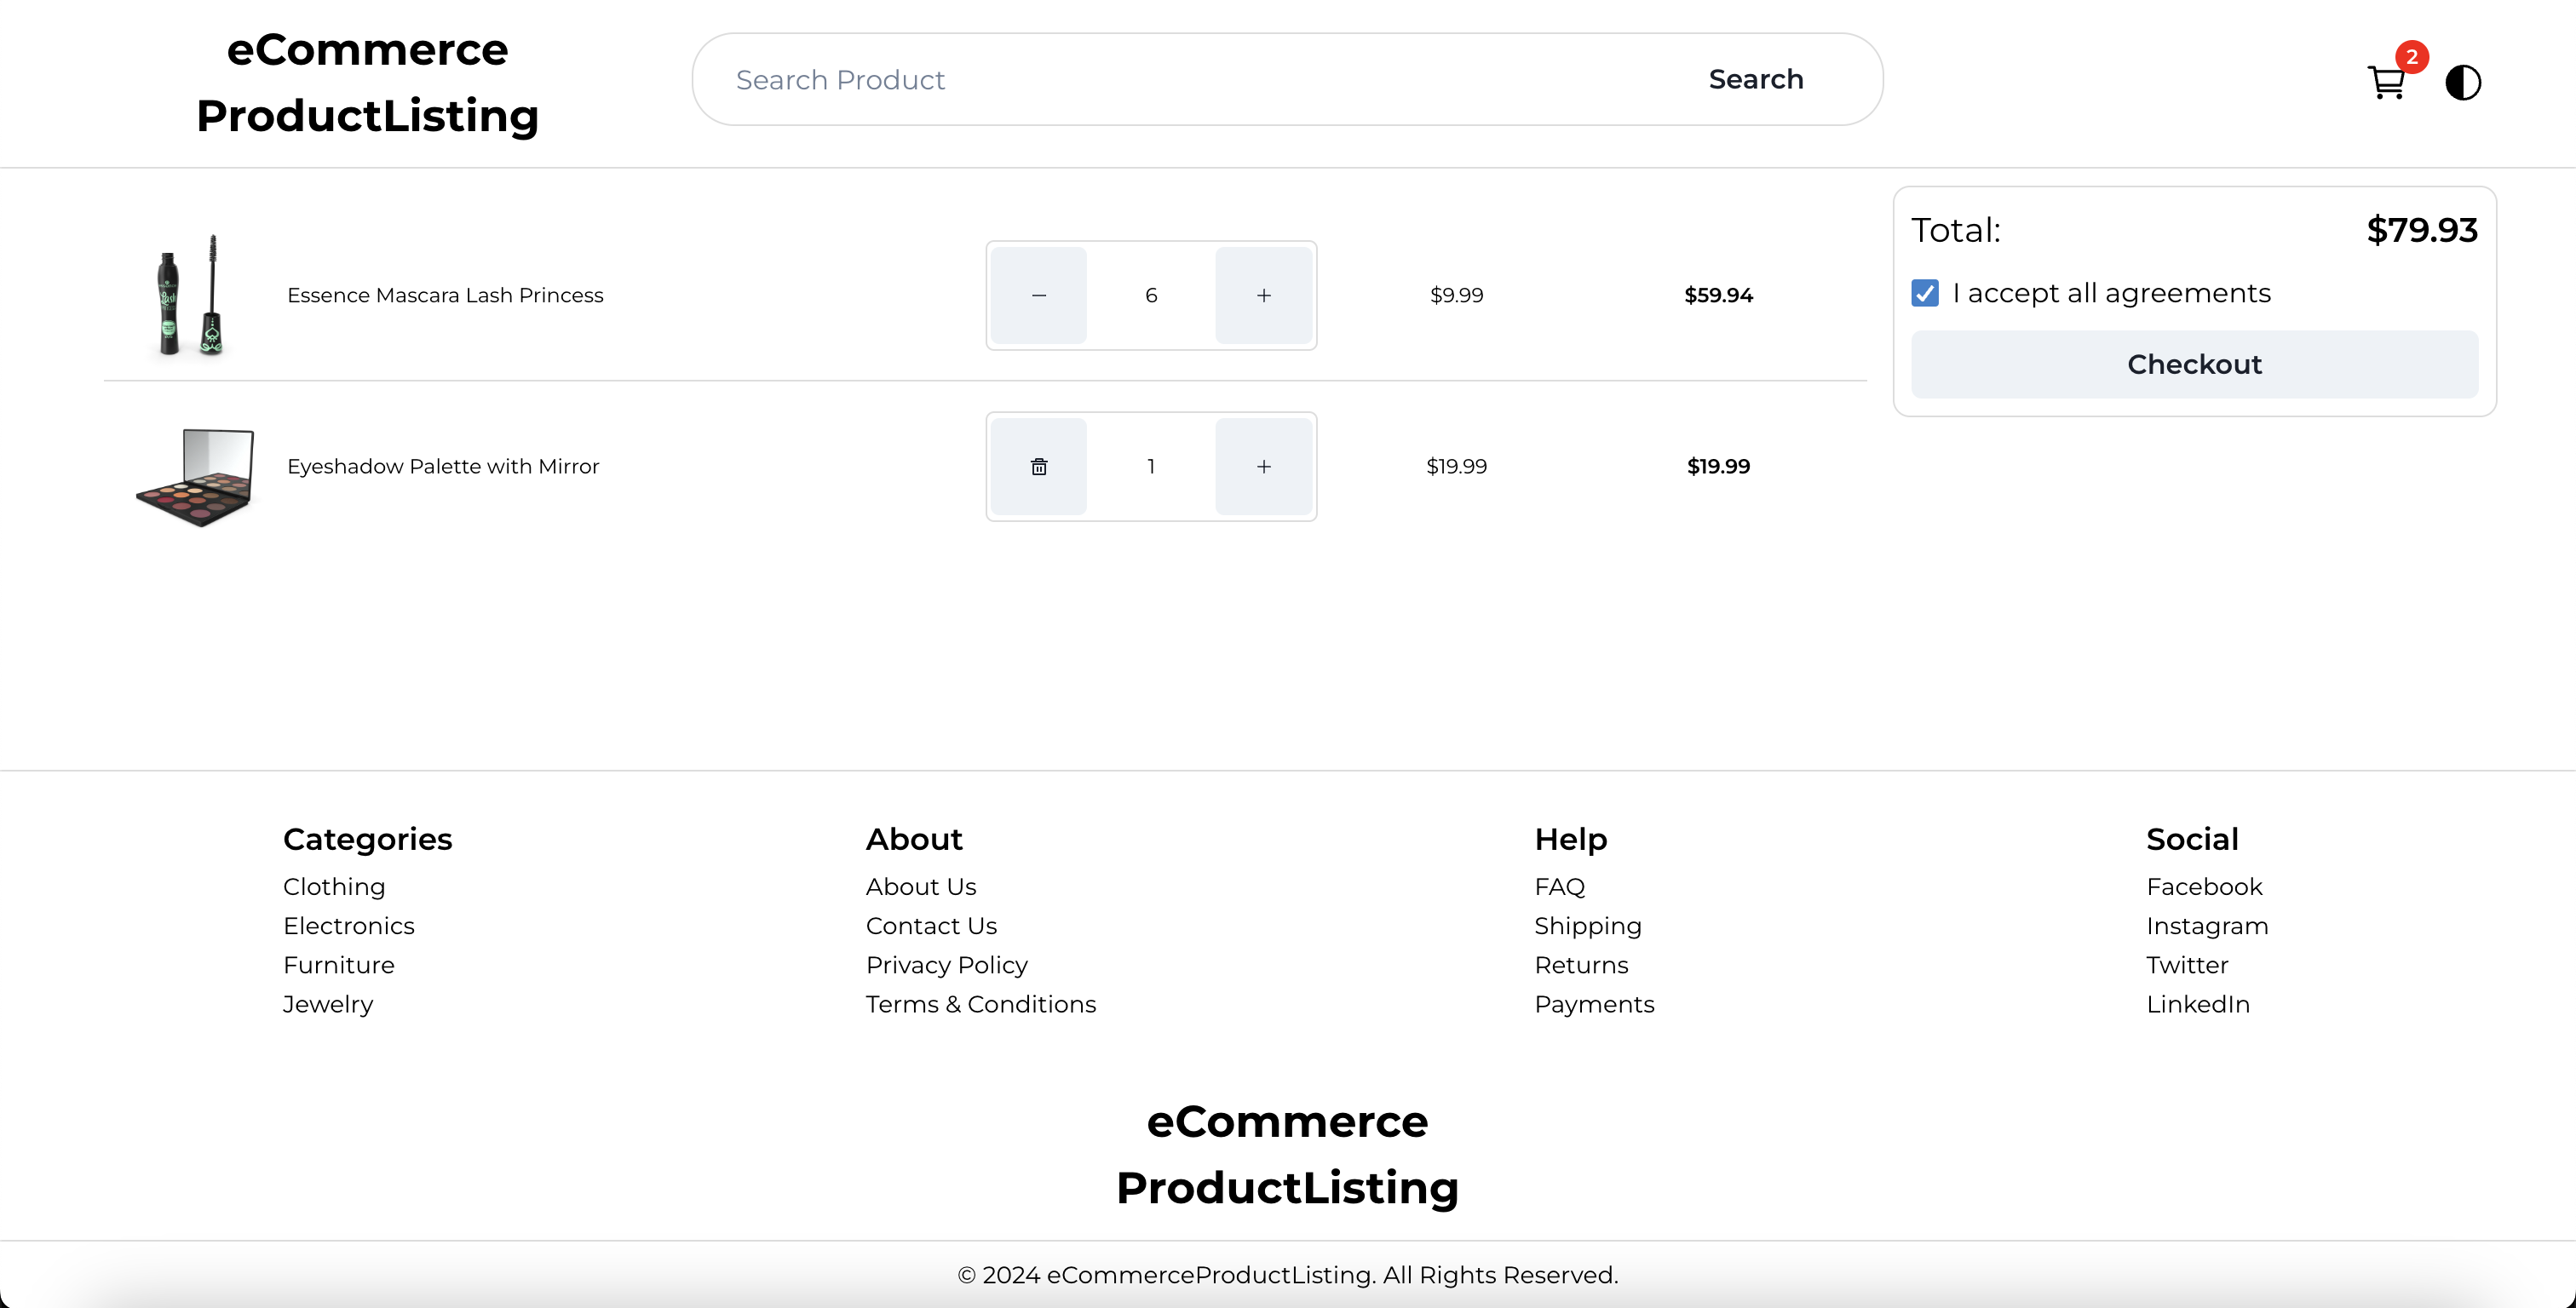 eCommerce
ProductListing
Search Product
Search
2
Essence Mascara Lash Princess
6
$9.99
$59.94
Eyeshadow Palette with Mirror
1
$19.99
$19.99
Total:
$79.93
I accept all agreements
Checkout
Categories
Clothing
Electronics
Furniture
Jewelry
About
About Us
Contact Us
Privacy Policy
Terms & Conditions
Help
FAQ
Shipping
Returns
Payments
Social
Facebook
Instagram
Twitter
LinkedIn
eCommerce
ProductListing
© 2024 eCommerceProductListing. All Rights Reserved.